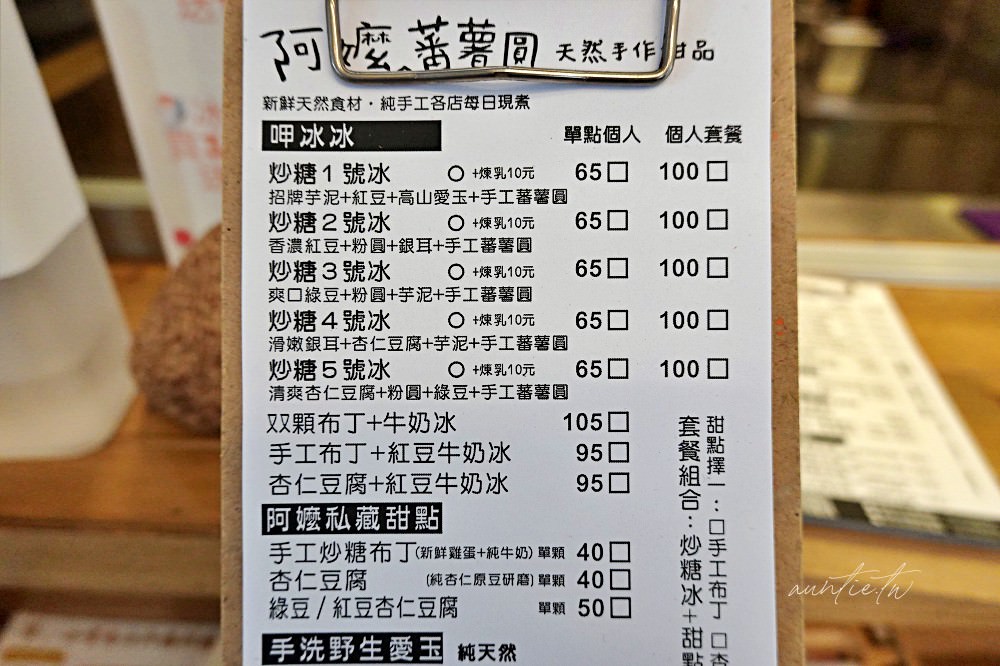 阿嬤ㄟ蕃薯圓 天然手作甜品
新鮮天然食材・純手工各店每日現煮
呷冰冰 單點個人 個人套餐
炒糖1號冰 ○+煉乳10元 65□ 100□
招牌芋泥+紅豆+高山愛玉+手工蕃薯圓
炒糖2號冰 ○+煉乳10元 65□ 100□
香濃紅豆+粉圓+銀耳+手工蕃薯圓
炒糖3號冰 ○+煉乳10元 65□ 100□
爽口綠豆+粉圓+芋泥+手工蕃薯圓
炒糖4號冰 ○+煉乳10元 65□ 100□
滑嫩銀耳+杏仁豆腐+芋泥+手工蕃薯圓
炒糖5號冰 ○+煉乳10元 65□ 100□
清爽杏仁豆腐+粉圓+綠豆+手工蕃薯圓
双顆布丁+牛奶冰 105□
手工布丁+紅豆牛奶冰 95□
杏仁豆腐+紅豆牛奶冰 95□
阿嬤私藏甜點
手工炒糖布丁(新鮮雞蛋+純牛奶) 單顆 40□
杏仁豆腐 (純杏仁原豆研磨) 單顆 40□
綠豆/紅豆杏仁豆腐 單顆 50□
手洗野生愛玉 純天然
套餐組合:炒糖冰+甜點
甜點擇一:□手工布丁 □杏
auntie.tw